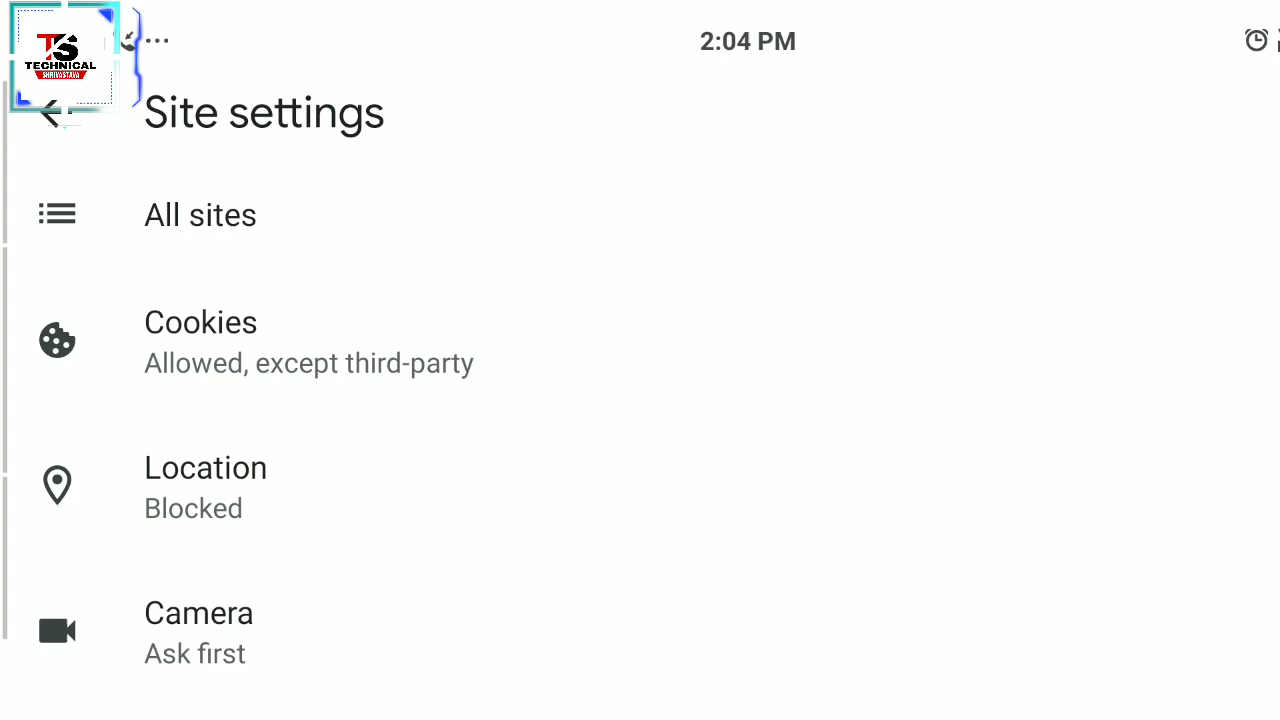 TS
TECHNICAL
SHRIVASTAVA
...
2:04 PM
Site settings
All sites
Cookies
Allowed, except third-party
Location
Blocked
Camera
Ask first